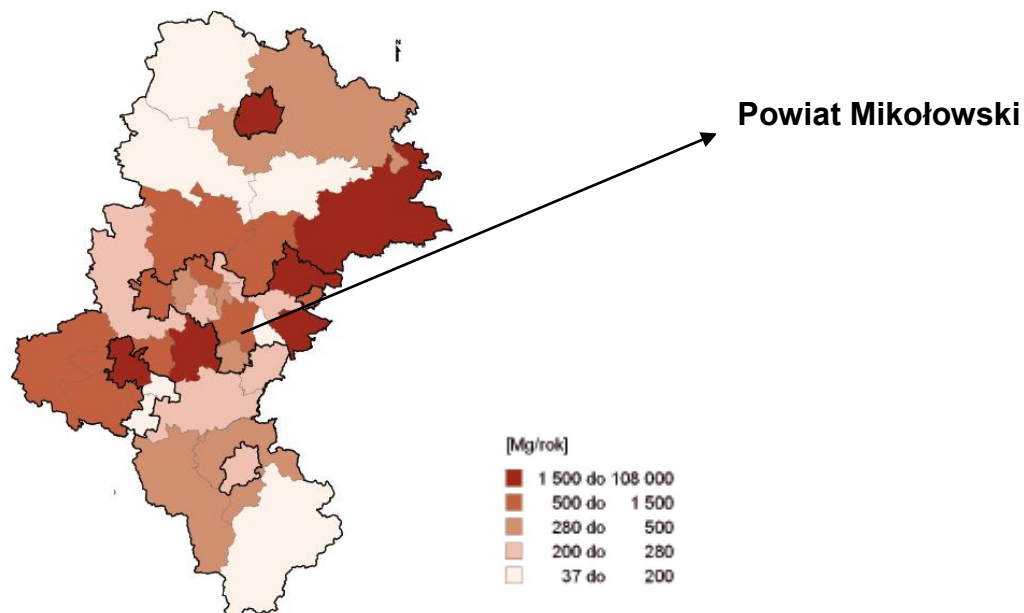 N
Powiat Mikołowski
[Mg/rok]
1 500 do 108 000
500 do 1 500
280 do 500
200 do 280
37 do 200